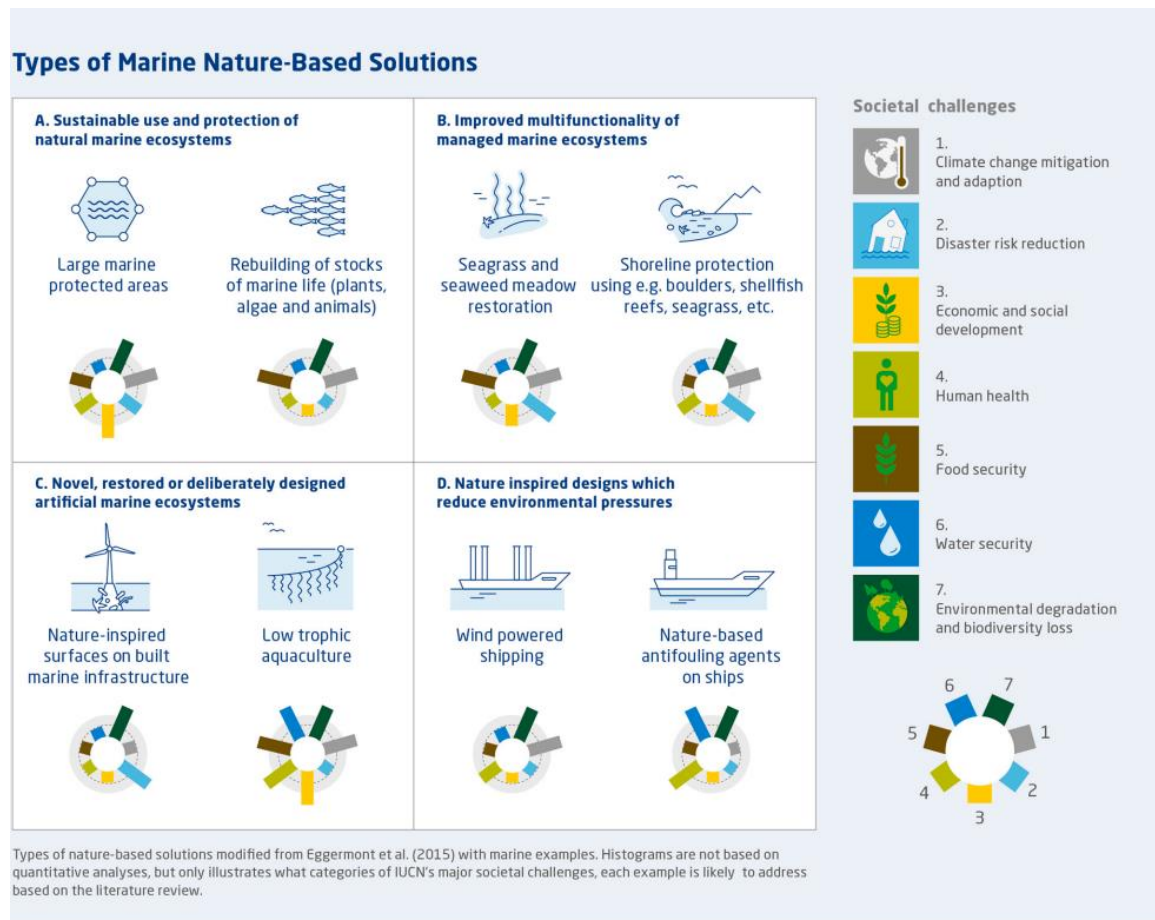 Types of Marine Nature-Based Solutions
A. Sustainable use and protection of
natural marine ecosystems
Large marine
protected areas
Rebuilding of stocks
of marine life (plants,
algae and animals)
B. Improved multifunctionality of
managed marine ecosystems
Seagrass and
seaweed meadow
restoration
Shoreline protection
using e.g. boulders, shellfish
reefs, seagrass, etc.
C. Novel, restored or deliberately designed
artificial marine ecosystems
Nature-inspired
surfaces on built
marine infrastructure
Low trophic
aquaculture
D. Nature inspired designs which
reduce environmental pressures
Wind powered
shipping
Nature-based
antifouling agents
on ships
Societal challenges
1.
Climate change mitigation
and adaption
2.
Disaster risk reduction
3.
Economic and social
development
4.
Human health
5.
Food security
6.
Water security
7.
Environmental degradation
and biodiversity loss
6 7
5 1
4 2
3
Types of nature-based solutions modified from Eggermont et al. (2015) with marine examples. Histograms are not based on
quantitative analyses, but only illustrates what categories of IUCN's major societal challenges, each example is likely to address
based on the literature review.